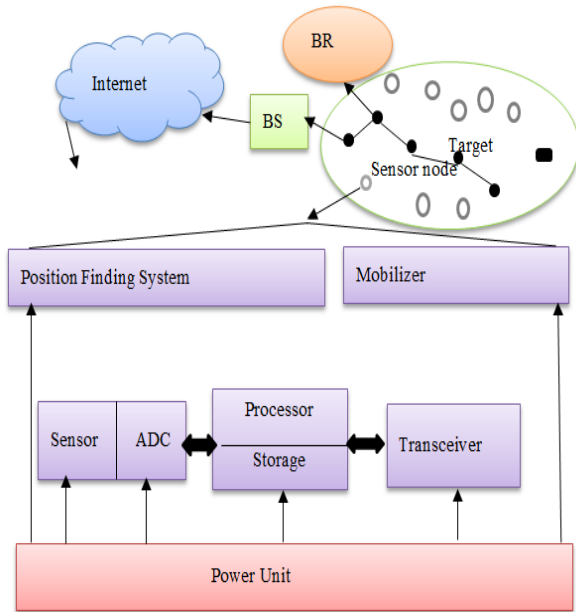 BR
Internet
BS
Target
Sensor node
Position Finding System
Mobilizer
Sensor
ADC
Processor
Storage
Transceiver
Power Unit